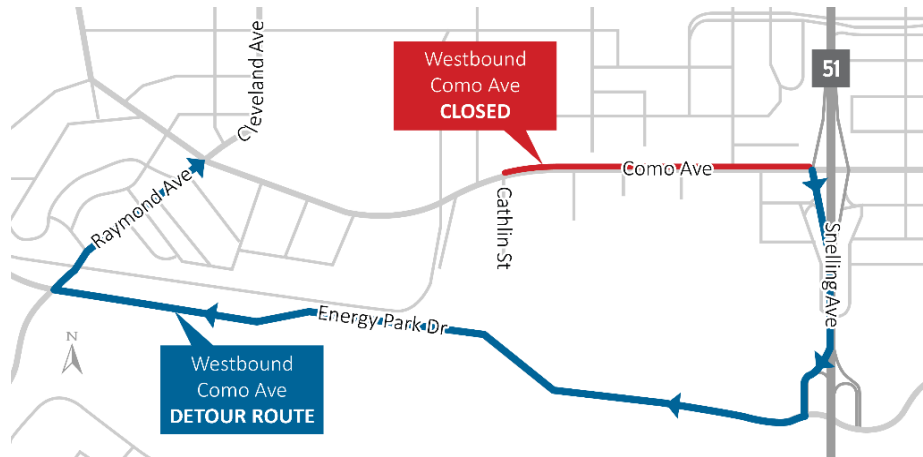 Cleveland Ave
Westbound
Como Ave
CLOSED
51
Como Ave
Raymond Ave
Cathlin St
Snelling Ave
Energy Park Dr
N
Westbound
Como Ave
DETOUR ROUTE